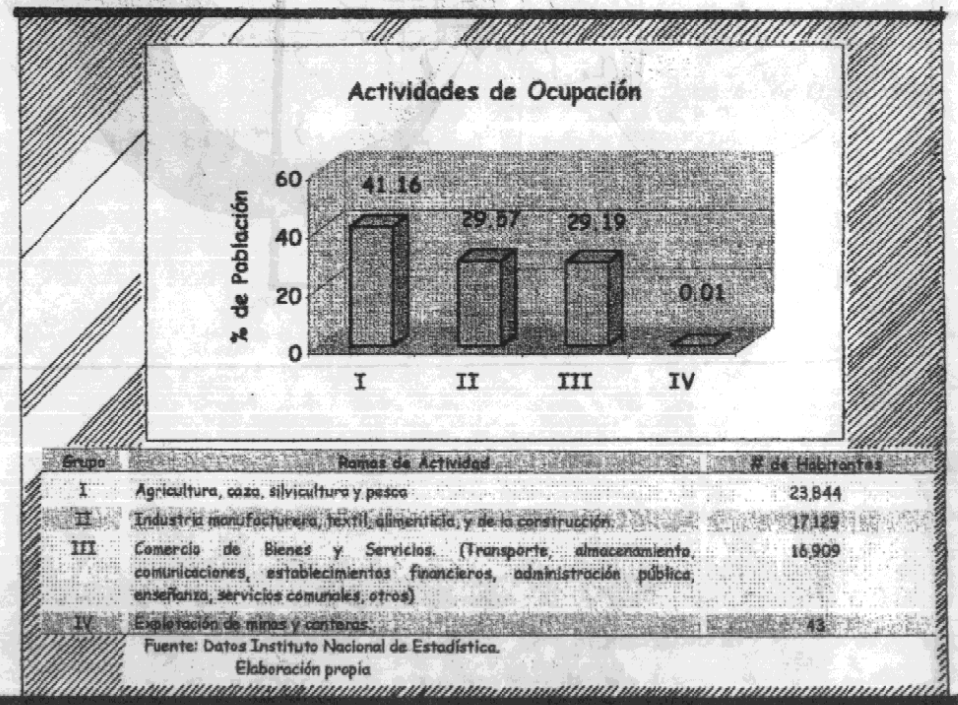 Actividades de Ocupación
% de Población
60
40
20
0
41.16
29.57
29.19
0.01
I II III IV
Grupo Ramas de Actividad # de Habitantes
I Agricultura, caza, silvicultura y pesca 23,844
II Industria manufacturera, textil, alimenticia, y de la construcción. 17,129
III Comercio de Bienes y Servicios. (Transporte, almacenamiento, 16,909
comunicaciones, establecimientos financieros, administración pública,
enseñanza, servicios comunales, otros)
IV Explotación de minas y canteras. 43
Fuente: Datos Instituto Nacional de Estadística.
Elaboración propia